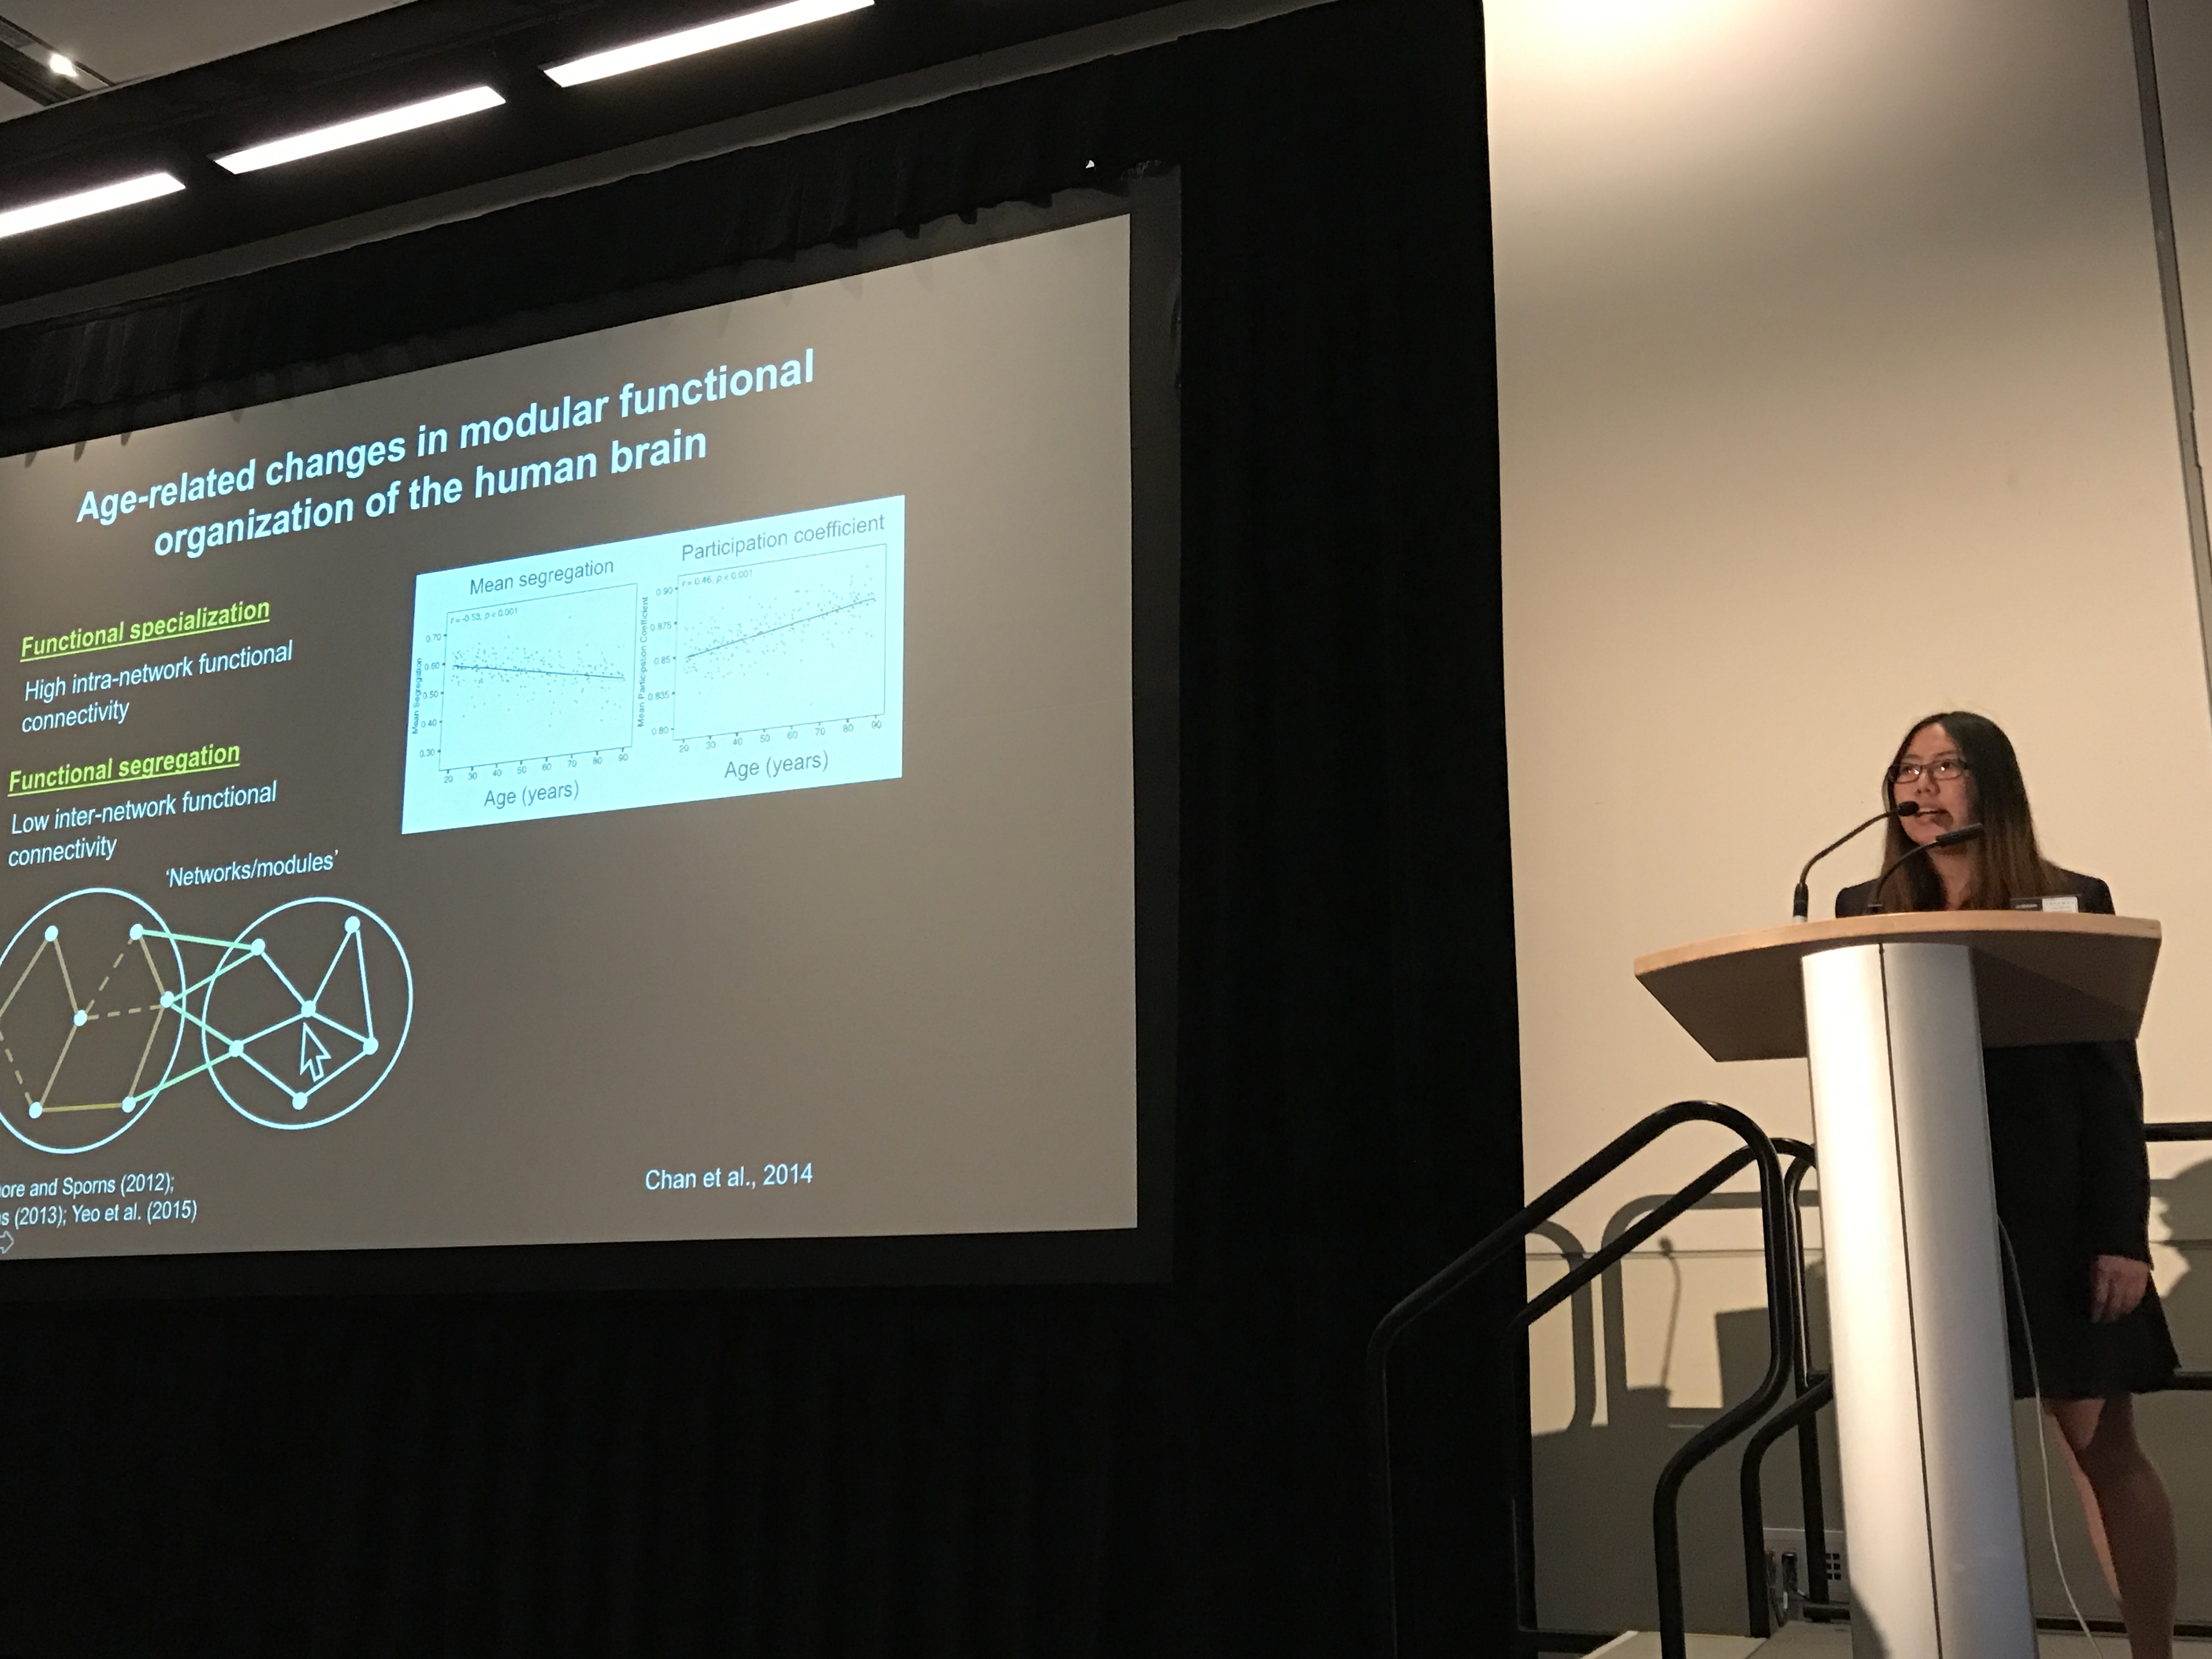 Age-related changes in modular functional
organization of the human brain
Functional specialization
High intra-network functional
connectivity
Functional segregation
Low inter-network functional
connectivity
'Networks/modules'
Mean segregation
r = -0.53, p < 0.001
Mean Segregation
0.70
0.60
0.50
0.40
0.30
20 30 40 50 60 70 80 90
Age (years)
Participation coefficient
r = 0.46, p < 0.001
Mean Participation Coefficient
0.90
0.875
0.85
0.835
0.80
20 30 40 50 60 70 80 90
Age (years)
ore and Sporns (2012);
s (2013); Yeo et al. (2015)
Chan et al., 2014